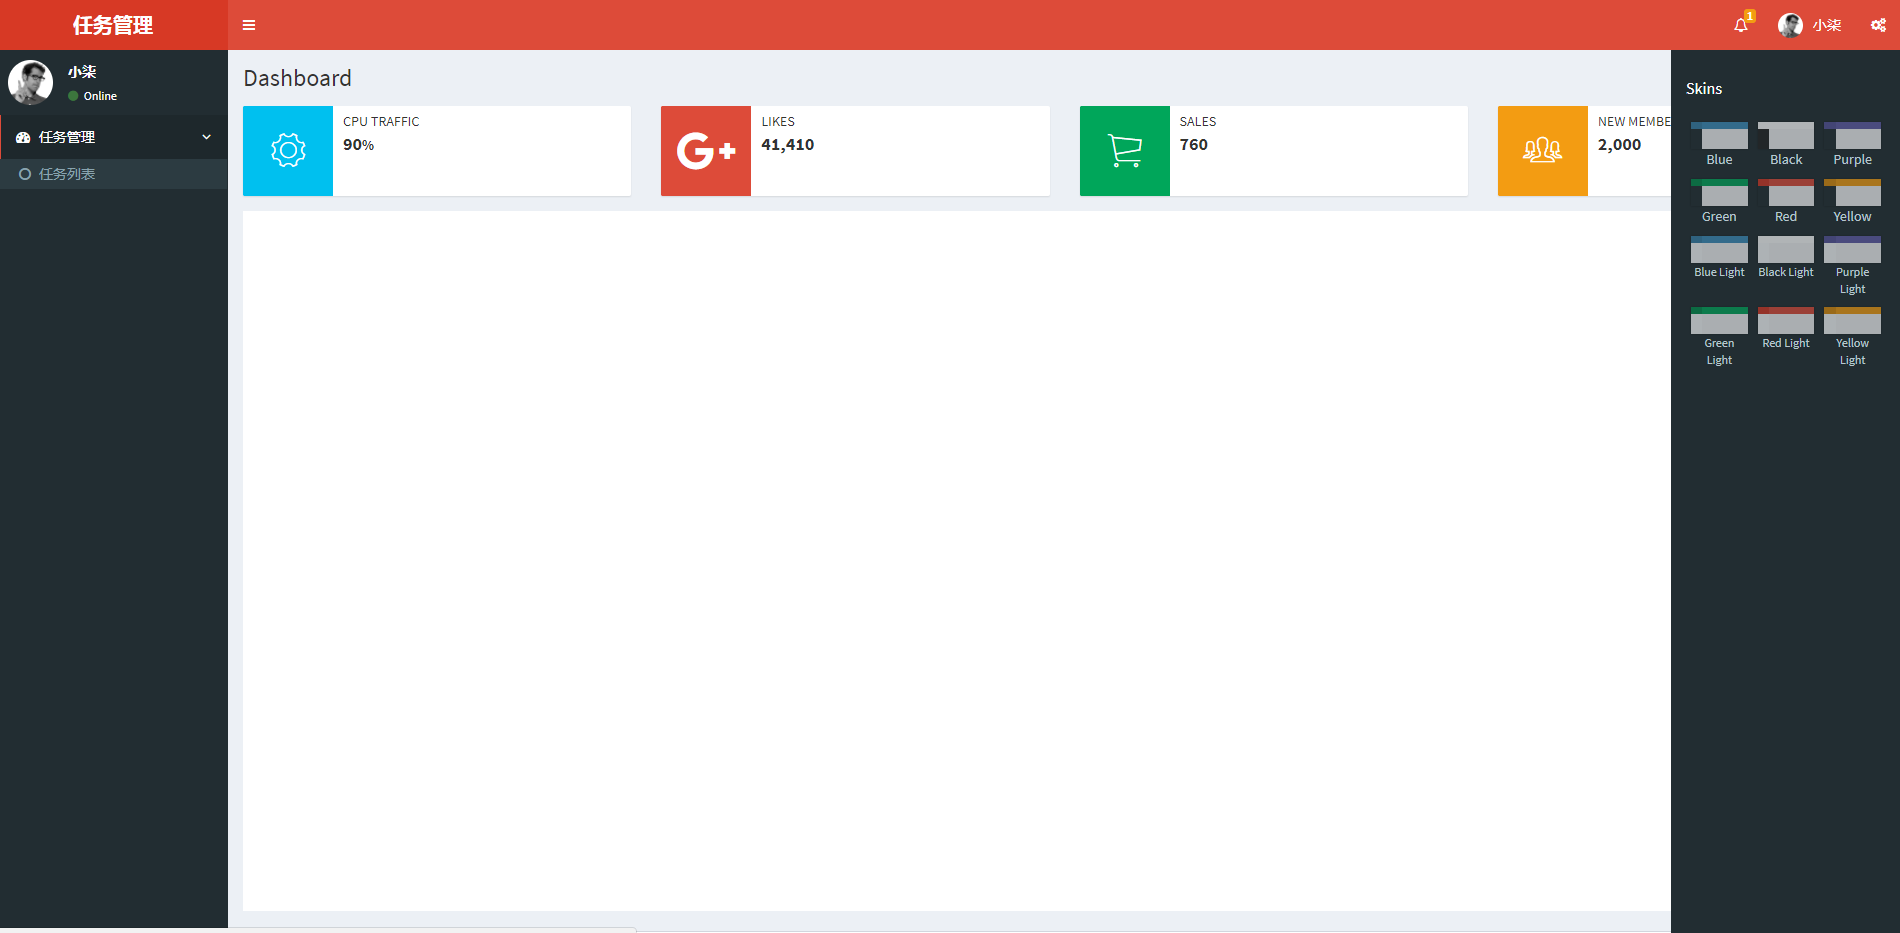 任务管理
1
小柒
小柒
Online
任务管理
任务列表
Dashboard
CPU TRAFFIC
90%
G+
LIKES
41,410
SALES
760
NEW MEMBE
2,000
Skins
Blue
Black
Purple
Green
Red
Yellow
Blue Light
Black Light
Purple
Light
Green
Light
Red Light
Yellow
Light